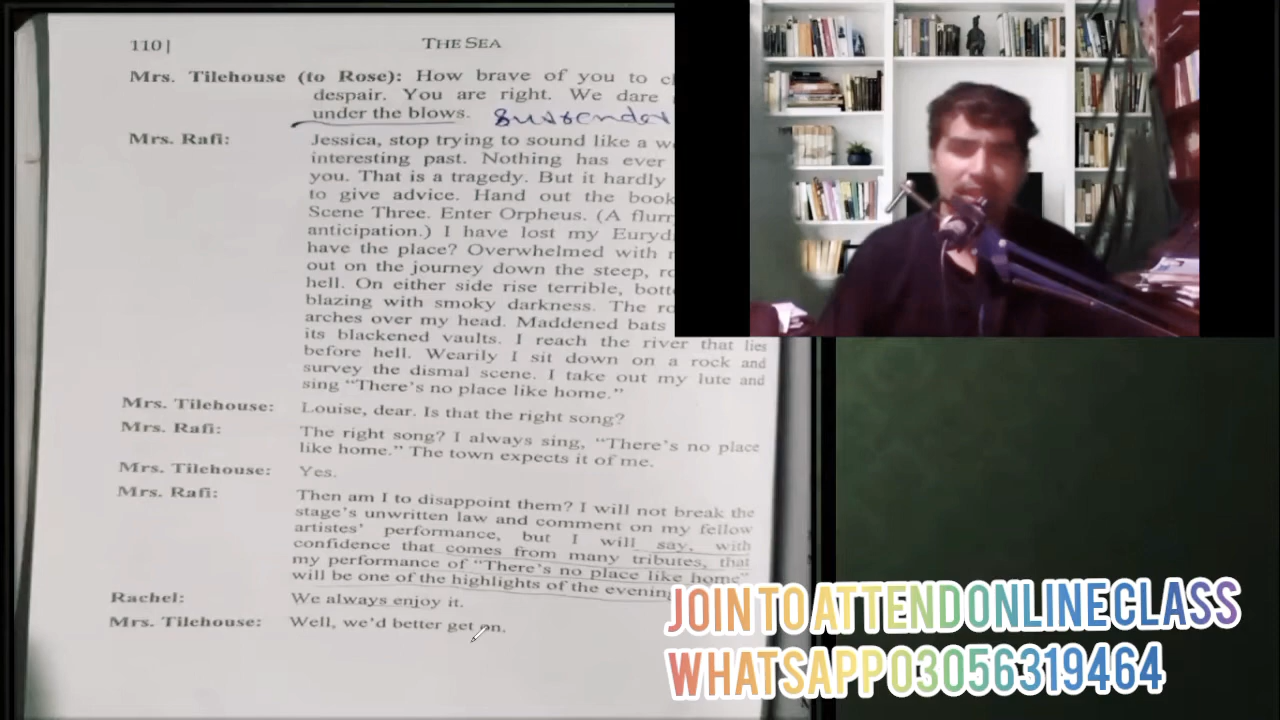 110| THE SEA
Mrs. Tilehouse (to Rose): How brave of you to
despair. You are right. We dare
under the blows. Surrender
Mrs. Rafi: Jessica, stop trying to sound like a
interesting past. Nothing has ever
you. That is a tragedy. But it hardly
to give advice. Hand out the
Scene Three. Enter Orpheus. (A
anticipation.) I have lost my
have the place? Overwhelmed with
out on the journey down the steep,
hell. On either side rise terrible,
blazing with smoky darkness. The
arches over my head. Maddened bats
its blackened vaults. I reach the river that lies
before hell. Wearily I sit down on a rock and
survey the dismal scene. I take out my lute and
sing “There's no place like home.”
Mrs. Tilehouse: Louise, dear. Is that the right song?
Mrs. Rafi: The right song? I always sing, “There's no place
like home.” The town expects it of me.
Mrs. Tilehouse: Yes.
Mrs. Rafi: Then am I to disappoint them? I will not break the
stage's unwritten law and comment on my fellow
artistes' performance, but I will say, with
confidence that comes from many tributes, that
my performance of “There's no place like home”
will be one of the highlights of the evening
Rachel: We always enjoy it.
Mrs. Tilehouse: Well, we'd better get on.
JOIN TO ATTEND ONLINE CLASS
WHATSAPP 03056319464